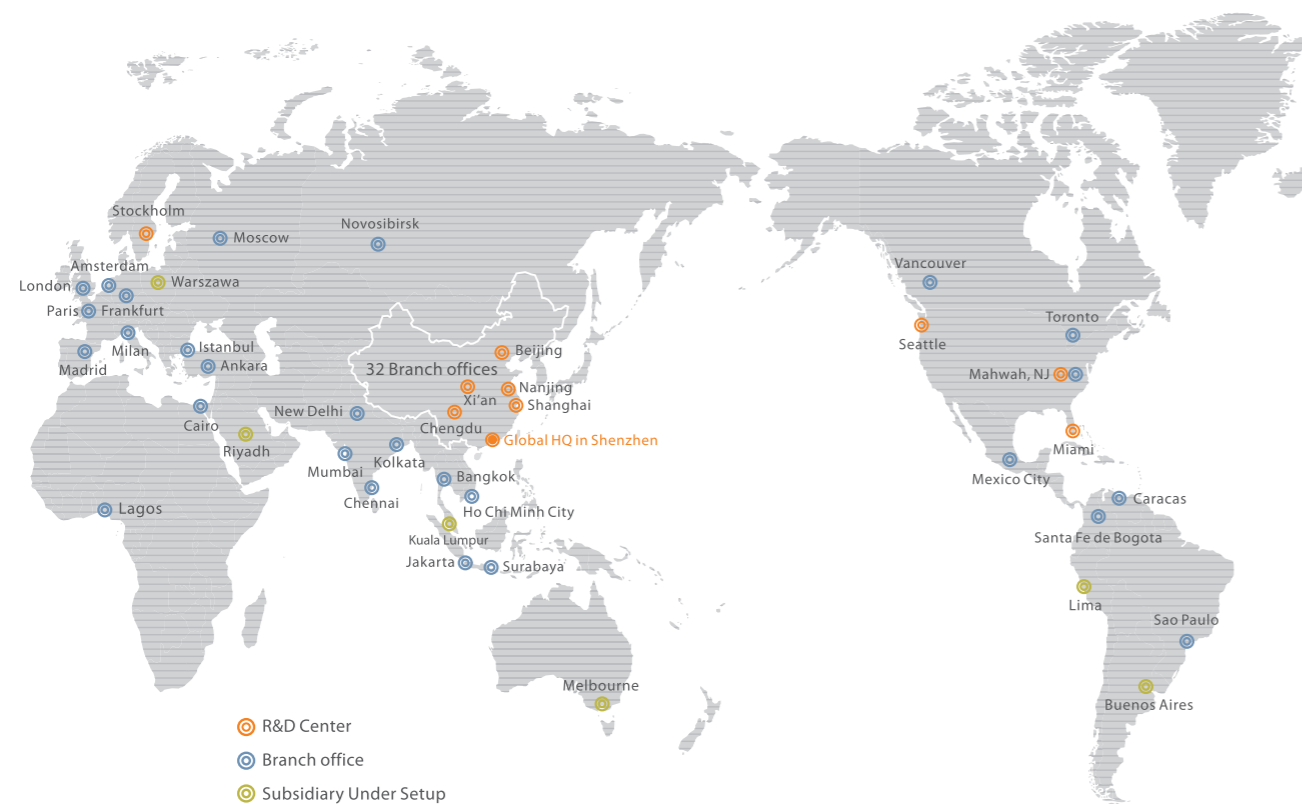 Stockholm
Moscow
Novosibirsk
Amsterdam
London
Warszawa
Paris
Frankfurt
Milan
Istanbul
Ankara
Madrid
Cairo
Riyadh
Lagos
32 Branch offices
Beijing
Xi'an
Nanjing
Shanghai
Chengdu
Global HQ in Shenzhen
New Delhi
Mumbai
Kolkata
Chennai
Bangkok
Ho Chi Minh City
Kuala Lumpur
Jakarta
Surabaya
Melbourne
Vancouver
Seattle
Toronto
Mahwah, NJ
Miami
Mexico City
Caracas
Santa Fe de Bogota
Lima
Sao Paulo
Buenos Aires
R&D Center
Branch office
Subsidiary Under Setup